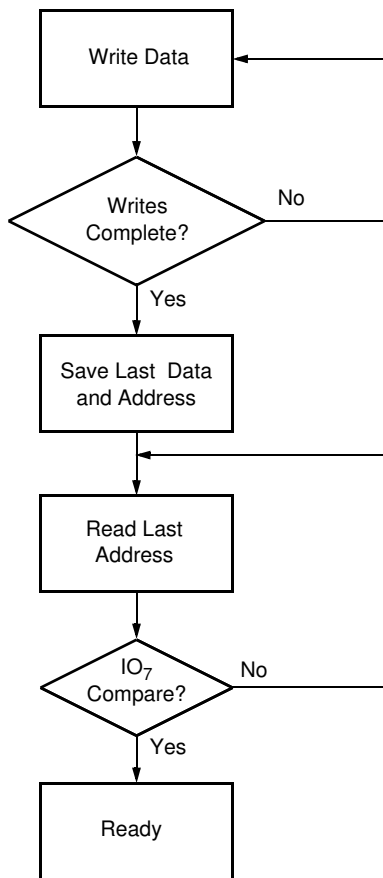 Write Data
Writes
Complete?
No
Yes
Save Last Data
and Address
Read Last
Address
IO₇
Compare?
No
Yes
Ready